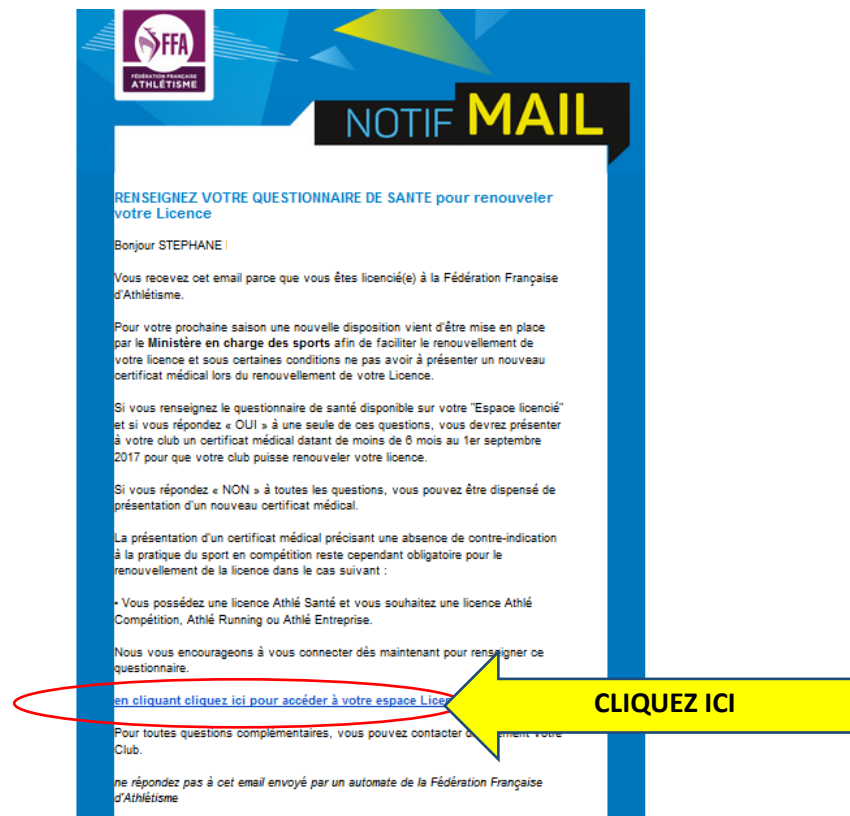 FFA
FÉDÉRATION FRANÇAISE
ATHLÉTISME
NOTIF MAIL
RENSEIGNEZ VOTRE QUESTIONNAIRE DE SANTE pour renouveler
votre Licence
Bonjour STEPHANE
Vous recevez cet email parce que vous êtes licencié(e) à la Fédération Française
d'Athlétisme.
Pour votre prochaine saison une nouvelle disposition vient d'être mise en place
par le Ministère en charge des sports afin de faciliter le renouvellement de
votre licence et sous certaines conditions ne pas avoir à présenter un nouveau
certificat médical lors du renouvellement de votre Licence.
Si vous renseignez le questionnaire de santé disponible sur votre "Espace licencié"
et si vous répondez « OUI » à une seule de ces questions, vous devrez présenter
à votre club un certificat médical datant de moins de 6 mois au 1er septembre
2017 pour que votre club puisse renouveler votre licence.
Si vous répondez « NON » à toutes les questions, vous pouvez être dispensé de
présentation d'un nouveau certificat médical.
La présentation d'un certificat médical précisant une absence de contre-indication
à la pratique du sport en compétition reste cependant obligatoire pour le
renouvellement de la licence dans le cas suivant :
• Vous possédez une licence Athlé Santé et vous souhaitez une licence Athlé
Compétition, Athlé Running ou Athlé Entreprise.
Nous vous encourageons à vous connecter dès maintenant pour renseigner ce
questionnaire.
en cliquant cliquez ici pour accéder à votre espace
CLIQUEZ ICI
Pour toutes questions complémentaires, vous pouvez contacter votre
Club.
ne répondez pas à cet email envoyé par un automate de la Fédération Française
d'Athlétisme